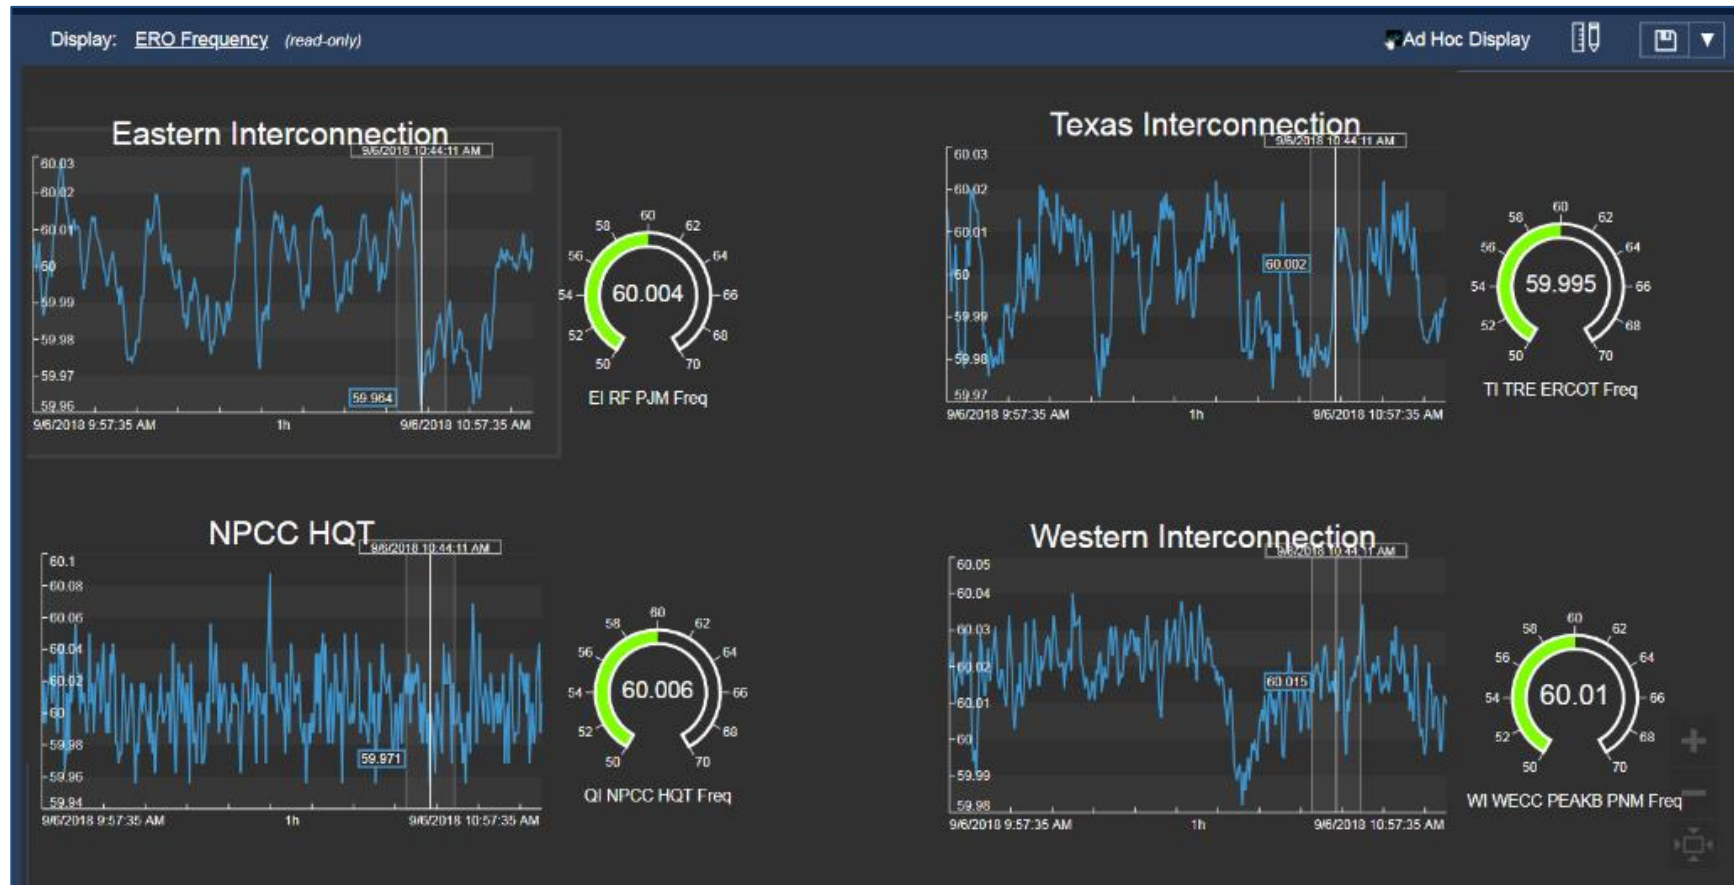 Display: ERO Frequency (read-only)
Ad Hoc Display
Eastern Interconnection
9/6/2018 10:44:11 AM
60.03
60.02
60.01
60
59.99
59.98
59.97
59.96
59.964
9/6/2018 9:57:35 AM 1h 9/6/2018 10:57:35 AM
50 52 54 56 58 60 62 64 66 68 70
60.004
EI RF PJM Freq
Texas Interconnection
9/6/2018 10:44:11 AM
60.03
60.02
60.01
60
59.99
59.98
59.97
60.002
9/6/2018 9:57:35 AM 1h 9/6/2018 10:57:35 AM
50 52 54 56 58 60 62 64 66 68 70
59.995
TI TRE ERCOT Freq
NPCC HQT
9/6/2018 10:44:11 AM
60.1
60.08
60.06
60.04
60.02
60
59.98
59.96
59.94
59.971
9/6/2018 9:57:35 AM 1h 9/6/2018 10:57:35 AM
50 52 54 56 58 60 62 64 66 68 70
60.006
QI NPCC HQT Freq
Western Interconnection
9/6/2018 10:44:11 AM
60.05
60.04
60.03
60.02
60.01
60
59.99
59.98
60.015
9/6/2018 9:57:35 AM 1h 9/6/2018 10:57:35 AM
50 52 54 56 58 60 62 64 66 68 70
60.01
WI WECC PEAKB PNM Freq